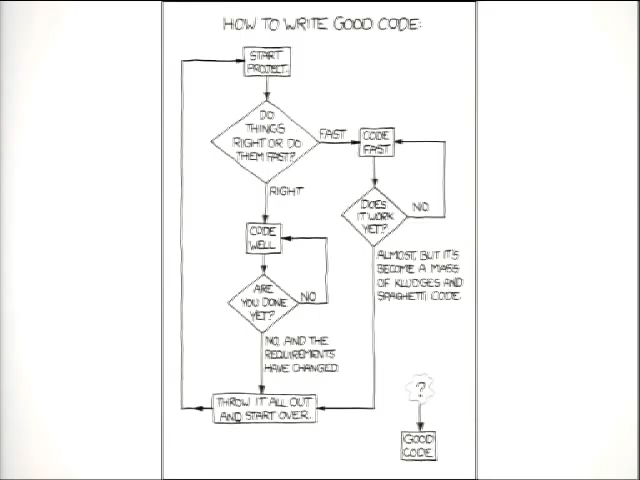 HOW TO WRITE GOOD CODE:
START
PROJECT.
DO
THINGS
RIGHT OR DO
THEM FAST?
FAST
CODE
FAST
RIGHT
DOES
IT WORK
YET?
NO
CODE
WELL
ALMOST, BUT IT'S
BECOME A MASS
OF KLUDGES AND
SPAGHETTI CODE.
ARE
YOU DONE
YET?
NO
NO, AND THE
REQUIREMENTS
HAVE CHANGED.
THROW IT ALL OUT
AND START OVER.
?
GOOD
CODE